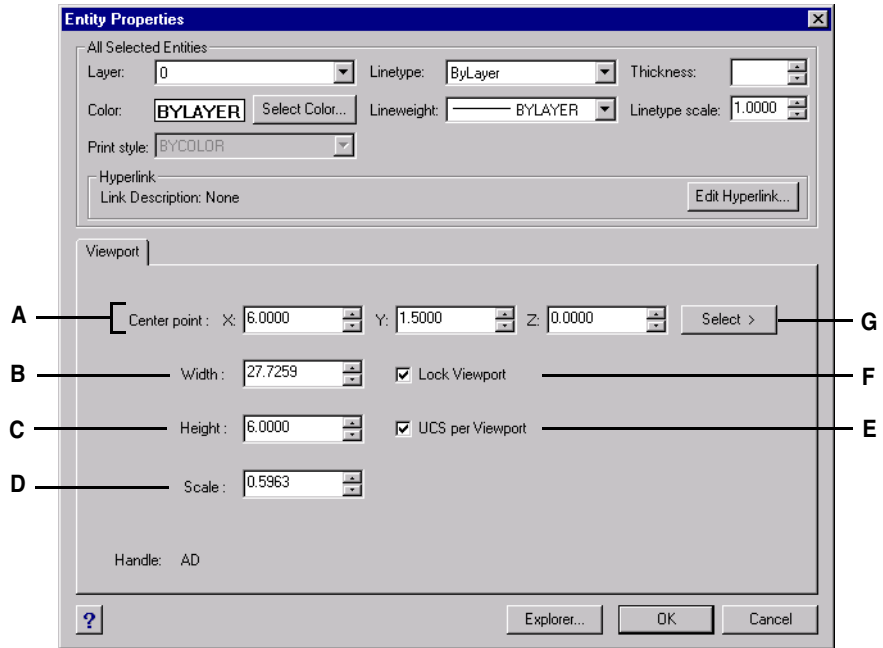 Entity Properties
All Selected Entities
Layer: 0 Linetype: ByLayer Thickness:
Color: BYLAYER Select Color... Lineweight: BYLAYER Linetype scale: 1.0000
Print style: BYCOLOR
Hyperlink
Link Description: None Edit Hyperlink...
Viewport
A Center point : X: 6.0000 Y: 1.5000 Z: 0.0000 Select > G
B Width : 27.7259 Lock Viewport F
C Height : 6.0000 UCS per Viewport E
D Scale : 0.5963
Handle: AD
? Explorer... OK Cancel